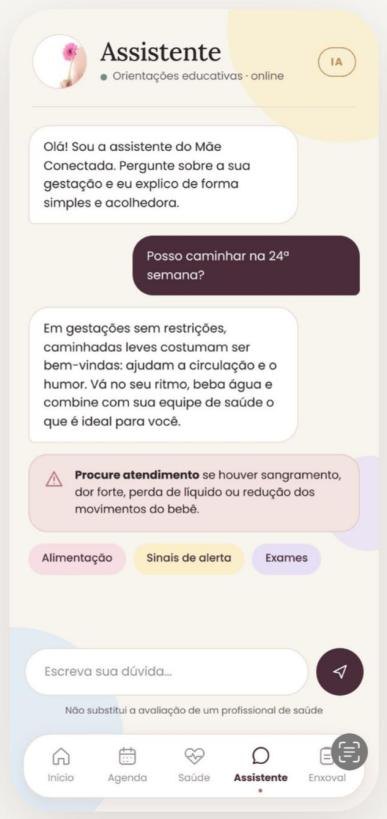 Assistente
Orientações educativas · online
IA
Olá! Sou a assistente do Mãe
Conectada. Pergunte sobre a sua
gestação e eu explico de forma
simples e acolhedora.
Posso caminhar na 24ª
semana?
Em gestações sem restrições,
caminhadas leves costumam ser
bem-vindas: ajudam a circulação e o
humor. Vá no seu ritmo, beba água e
combine com sua equipe de saúde o
que é ideal para você.
Procure atendimento se houver sangramento,
dor forte, perda de líquido ou redução dos
movimentos do bebê.
Alimentação
Sinais de alerta
Exames
Escreva sua dúvida...
Não substitui a avaliação de um profissional de saúde
Início
Agenda
Saúde
Assistente
Enxoval